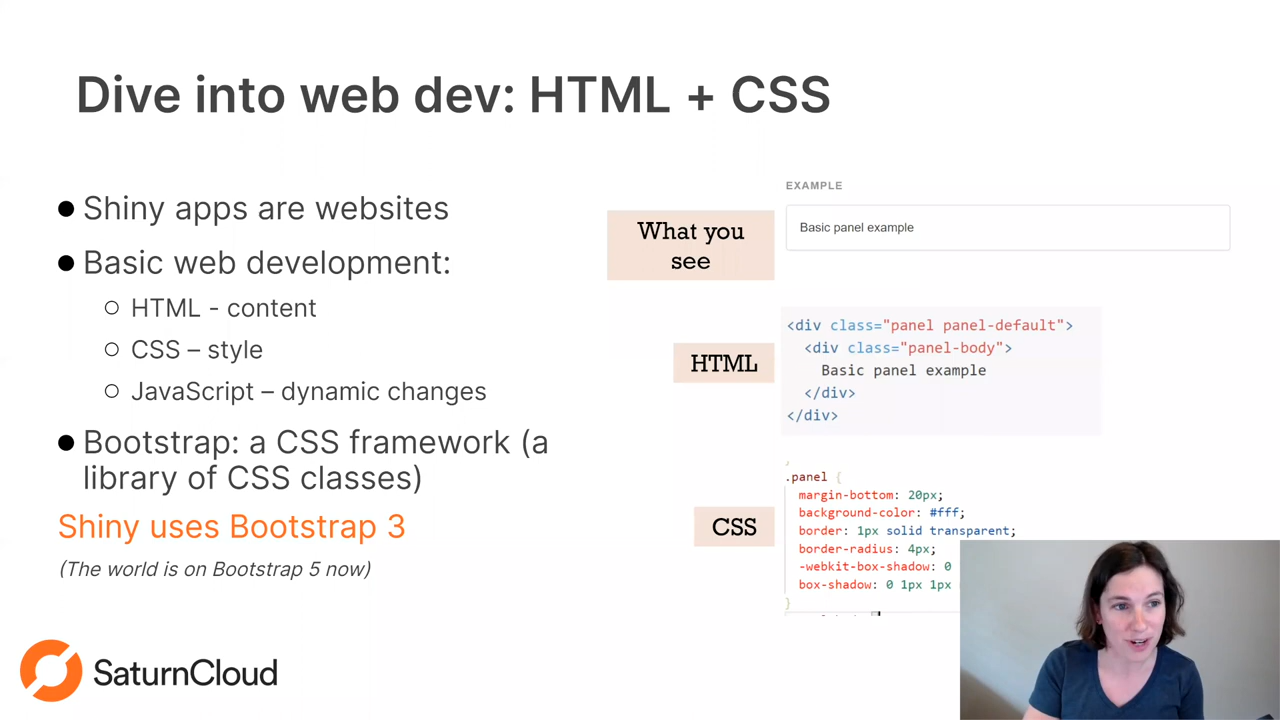 Dive into web dev: HTML + CSS
● Shiny apps are websites
● Basic web development:
○ HTML - content
○ CSS – style
○ JavaScript – dynamic changes
● Bootstrap: a CSS framework (a
library of CSS classes)
Shiny uses Bootstrap 3
(The world is on Bootstrap 5 now)
What you
see
EXAMPLE
Basic panel example
HTML
<div class="panel panel-default">
<div class="panel-body">
Basic panel example
</div>
</div>
CSS
.panel {
margin-bottom: 20px;
background-color: #fff;
border: 1px solid transparent;
border-radius: 4px;
-webkit-box-shadow: 0
box-shadow: 0 1px 1px
}
SaturnCloud